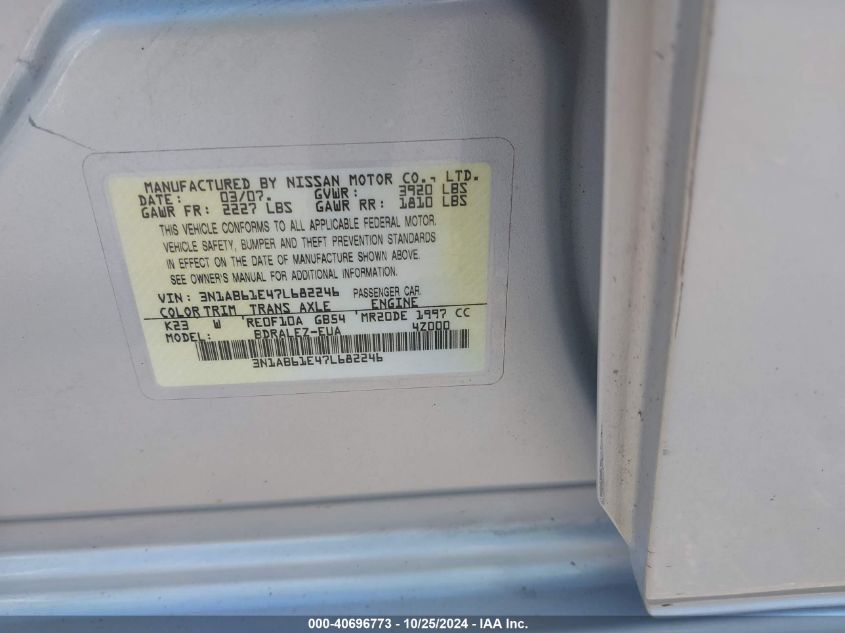 MANUFACTURED BY NISSAN MOTOR CO., LTD.
DATE: 03/07. GVWR: 3920 LBS
GAWR FR: 2227 LBS GAWR RR: 1810 LBS
THIS VEHICLE CONFORMS TO ALL APPLICABLE FEDERAL MOTOR
VEHICLE SAFETY, BUMPER AND THEFT PREVENTION STANDARDS
IN EFFECT ON THE DATE OF MANUFACTURE SHOWN ABOVE.
SEE OWNER'S MANUAL FOR ADDITIONAL INFORMATION.
VIN: 3N1AB61E47L682246 PASSENGER CAR
COLOR TRIM TRANS AXLE ENGINE
K23 W RE0F10A GB54 MR20DE 1997 CC
MODEL: BDRALEZ-EUA 4Z000
3N1AB61E47L682246
000-40696773 - 10/25/2024 - IAA Inc.